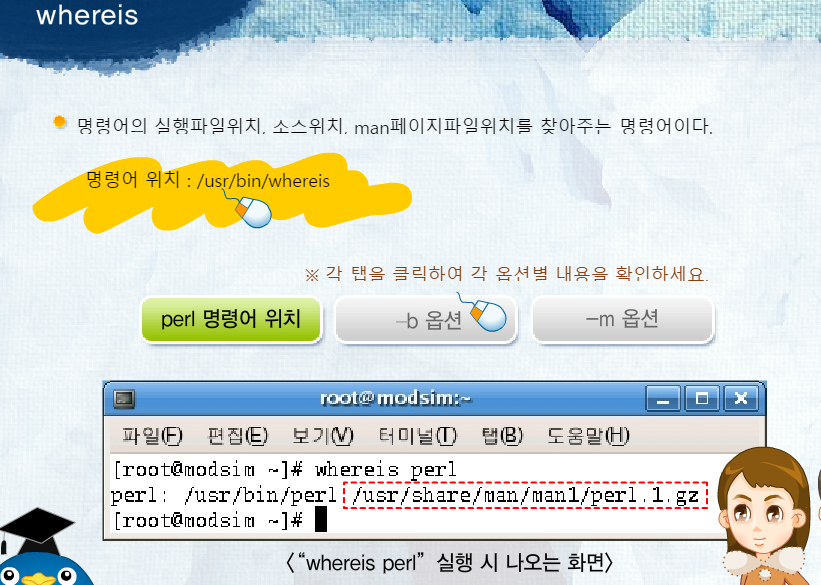 whereis
명령어의 실행파일위치, 소스위치, man페이지파일위치를 찾아주는 명령어이다.
명령어 위치 : /usr/bin/whereis
※ 각 탭을 클릭하여 각 옵션별 내용을 확인하세요.
perl 명령어 위치
–b 옵션
–m 옵션
root@modsim:~
파일(F) 편집(E) 보기(V) 터미널(T) 탭(B) 도움말(H)
[root@modsim ~]# whereis perl
perl: /usr/bin/perl /usr/share/man/man1/perl.1.gz
[root@modsim ~]#
〈“whereis perl” 실행 시 나오는 화면〉